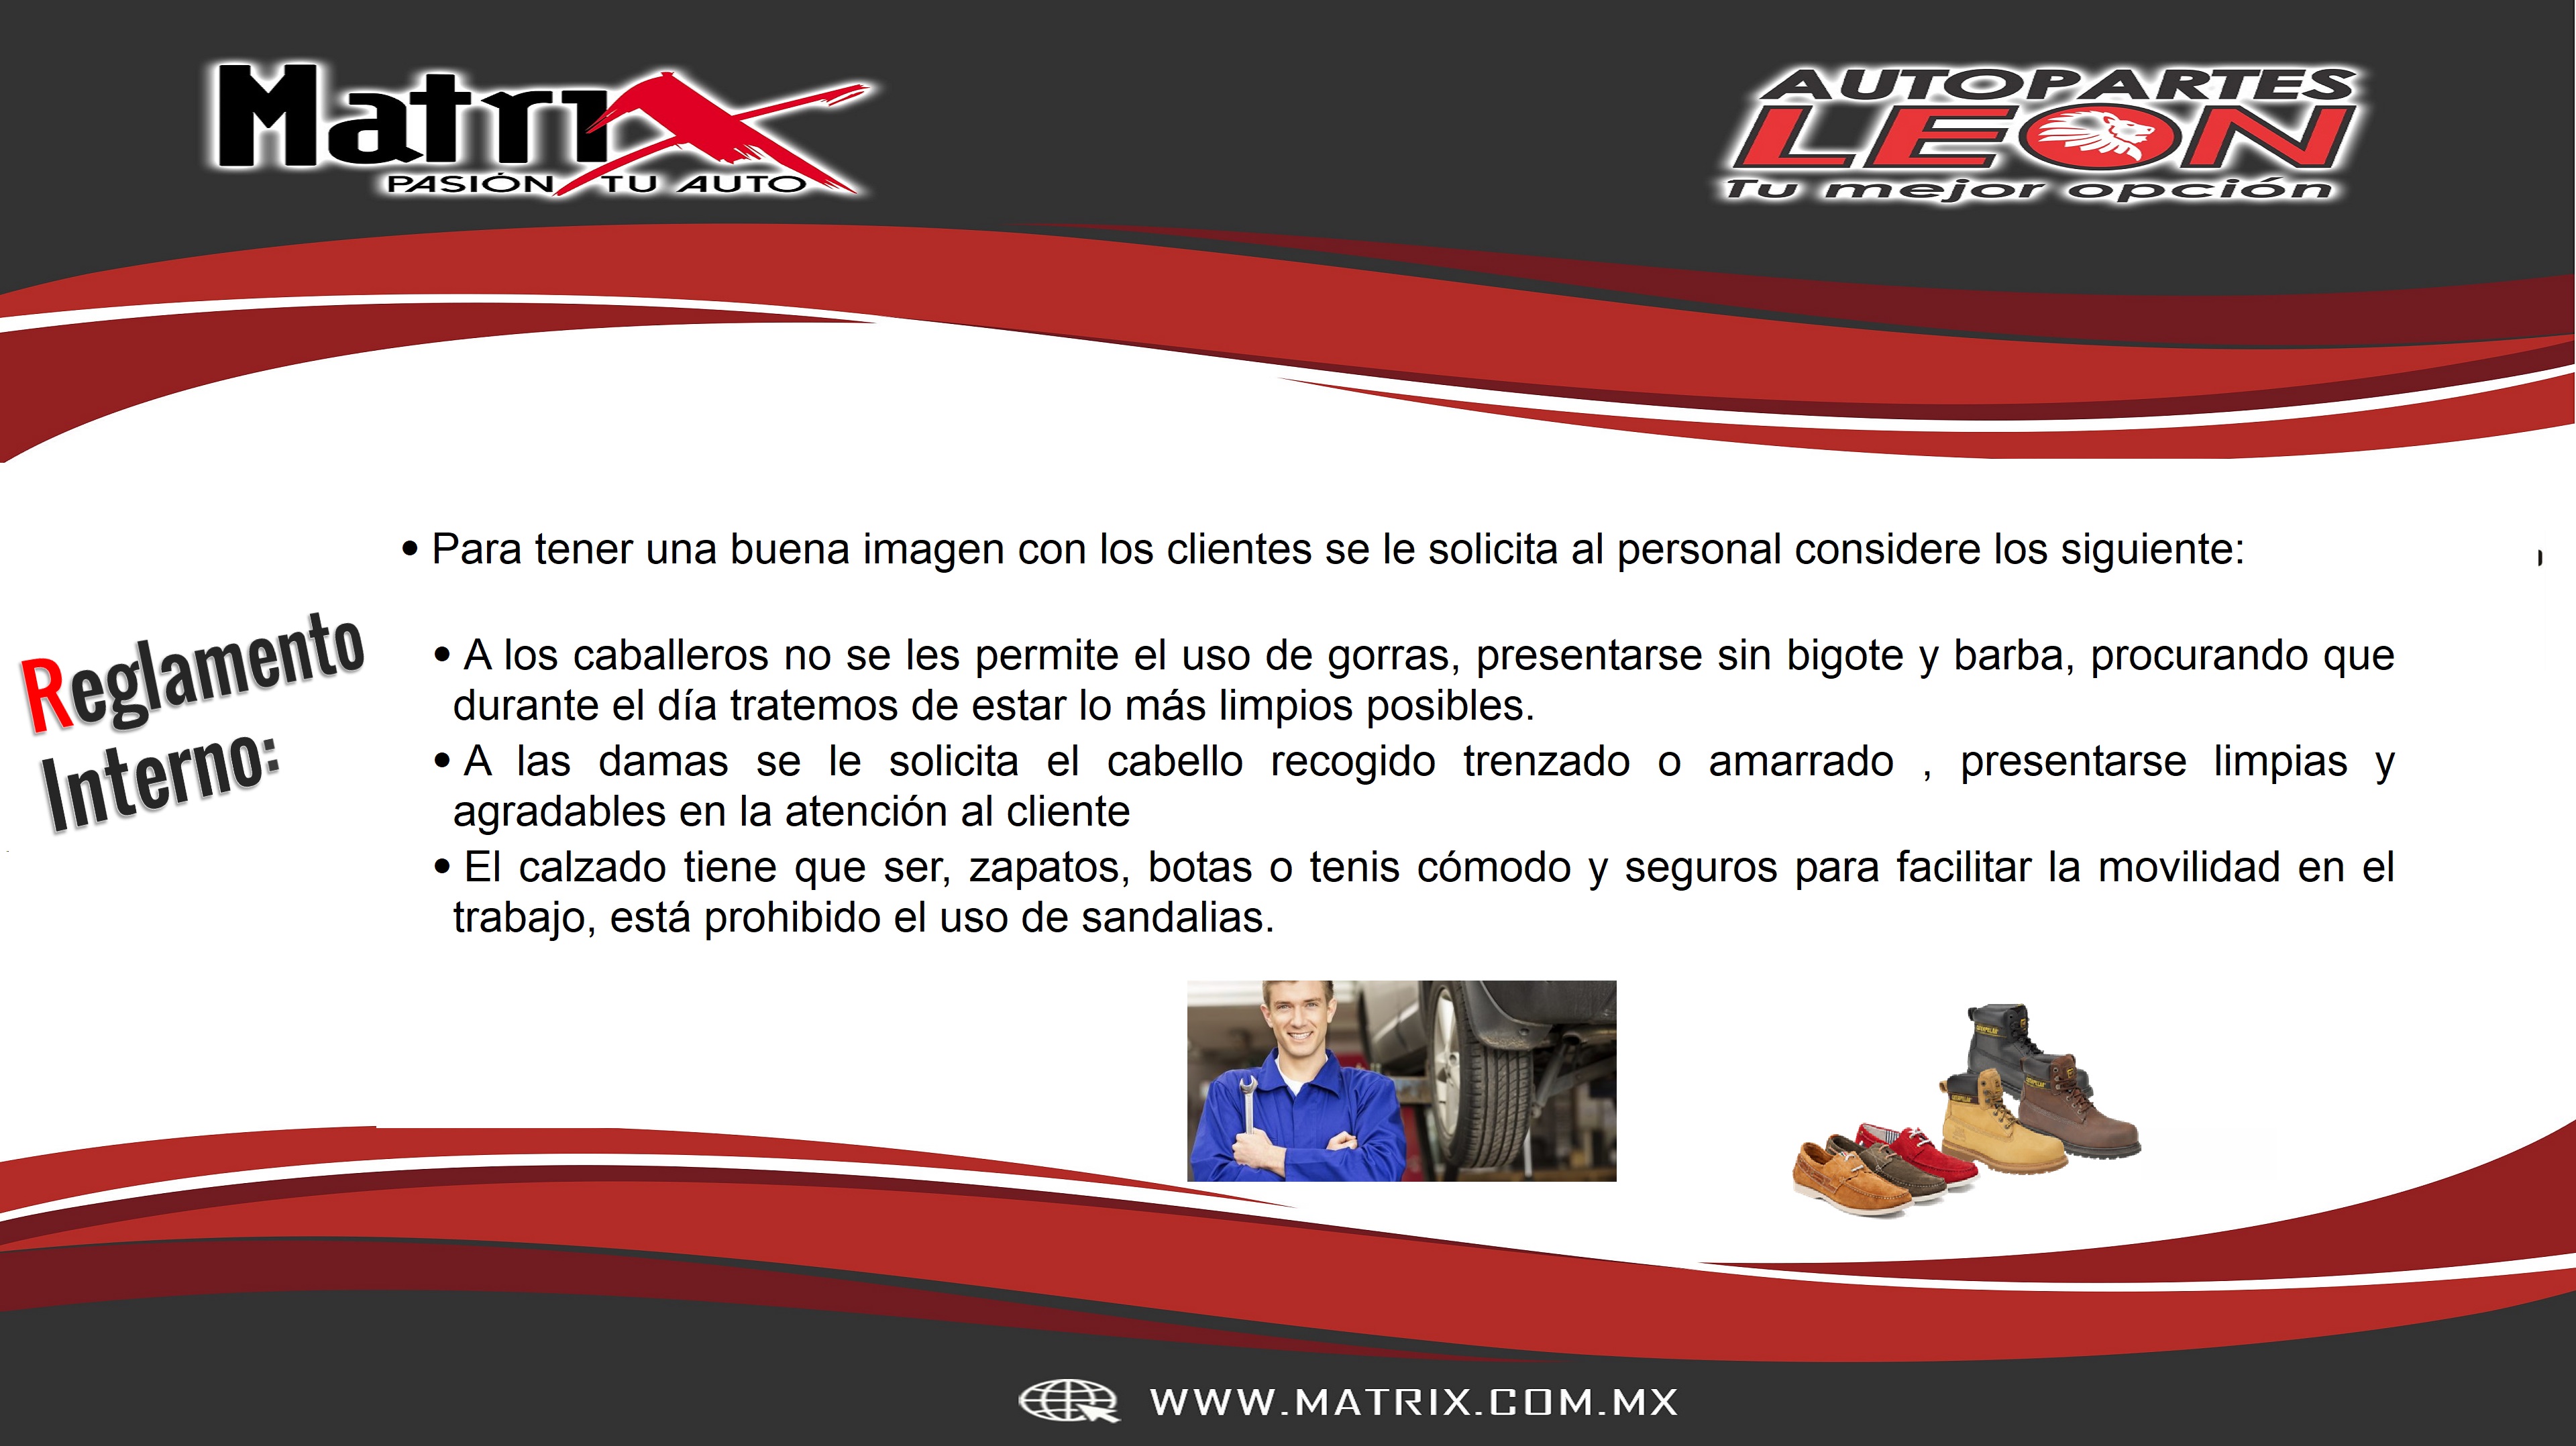 Matrix
PASIÓN TU AUTO
AUTOPARTES
LEON
Tu mejor opción
• Para tener una buena imagen con los clientes se le solicita al personal considere los siguiente:
Reglamento
Interno:
• A los caballeros no se les permite el uso de gorras, presentarse sin bigote y barba, procurando que
durante el día tratemos de estar lo más limpios posibles.
• A las damas se le solicita el cabello recogido trenzado o amarrado , presentarse limpias y
agradables en la atención al cliente
• El calzado tiene que ser, zapatos, botas o tenis cómodo y seguros para facilitar la movilidad en el
trabajo, está prohibido el uso de sandalias.
WWW.MATRIX.COM.MX